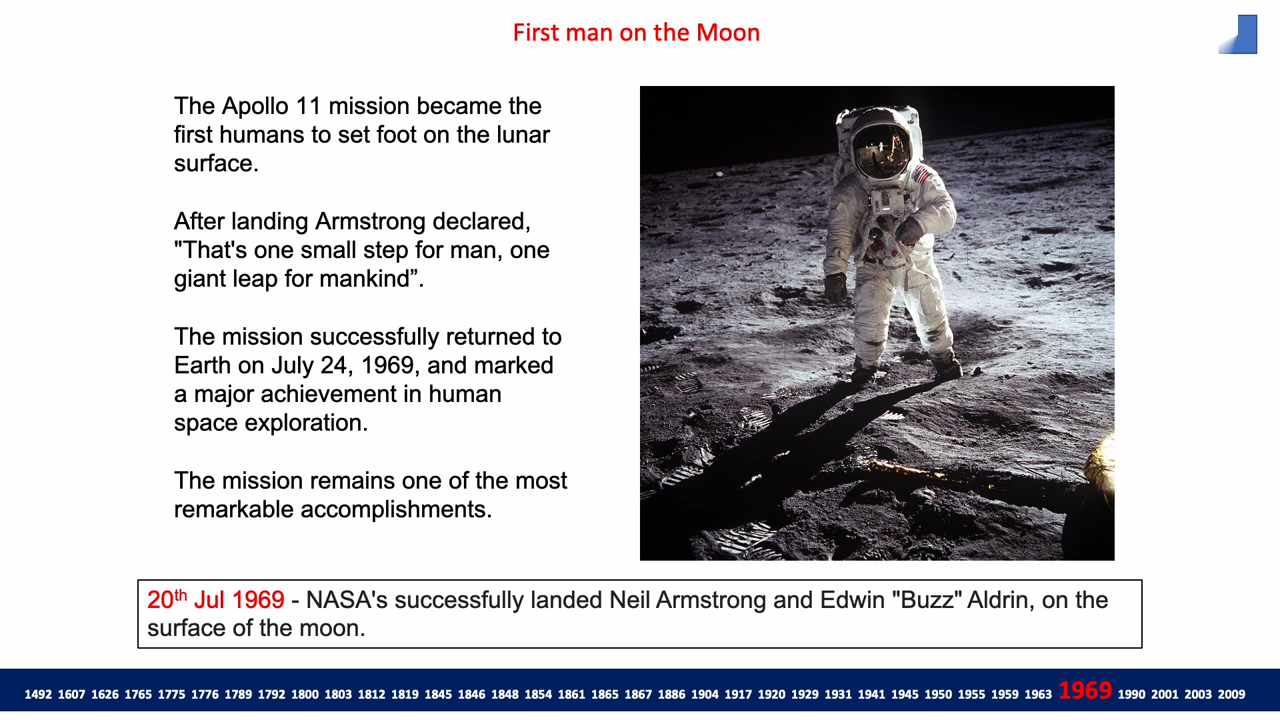 First man on the Moon
The Apollo 11 mission became the
first humans to set foot on the lunar
surface.
After landing Armstrong declared,
"That's one small step for man, one
giant leap for mankind”.
The mission successfully returned to
Earth on July 24, 1969, and marked
a major achievement in human
space exploration.
The mission remains one of the most
remarkable accomplishments.
20th Jul 1969 - NASA's successfully landed Neil Armstrong and Edwin "Buzz" Aldrin, on the
surface of the moon.
1492 1607 1626 1765 1775 1776 1789 1792 1800 1803 1812 1819 1845 1846 1848 1854 1861 1865 1867 1886 1904 1917 1920 1929 1931 1941 1945 1950 1955 1959 1963 1969 1990 2001 2003 2009